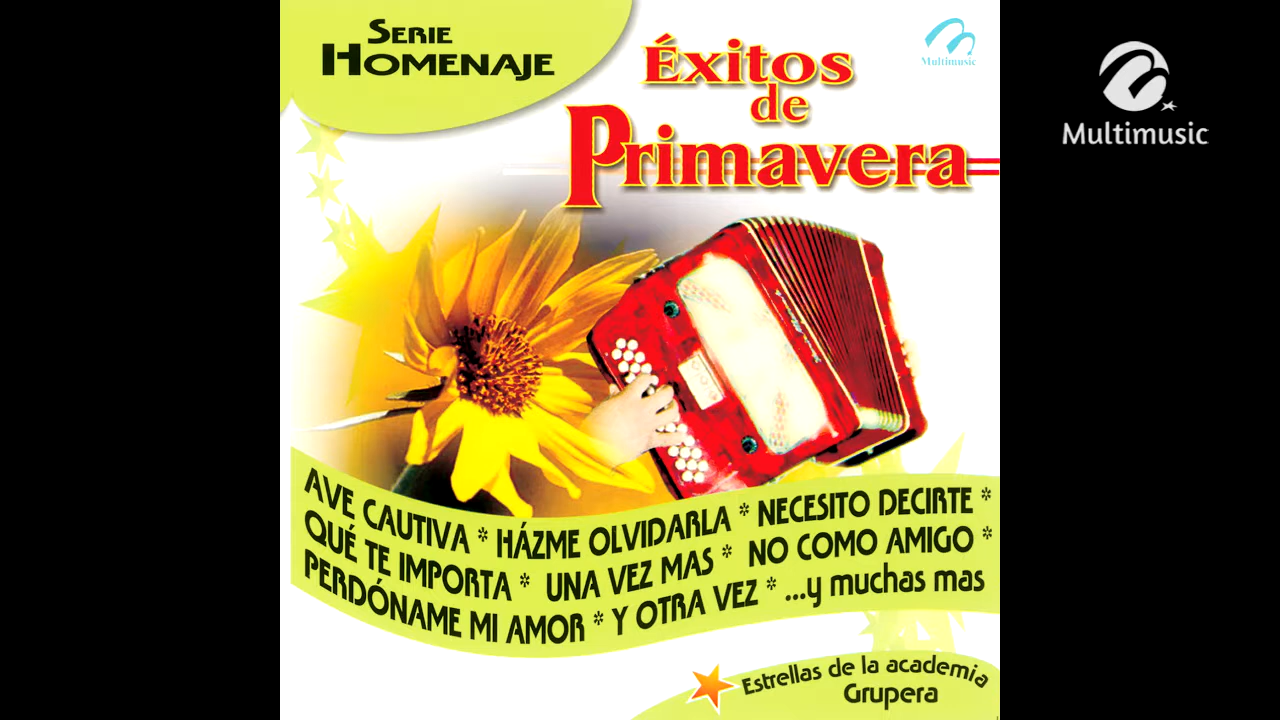 SERIE
HOMENAJE
Éxitos
de
Primavera
Multimusic
Multimusic
AVE CAUTIVA * HÁZME OLVIDARLA * NECESITO DECIRTE *
QUÉ TE IMPORTA * UNA VEZ MAS * NO COMO AMIGO *
PERDÓNAME MI AMOR * Y OTRA VEZ * ...y muchas mas
Estrellas de la academia
Grupera